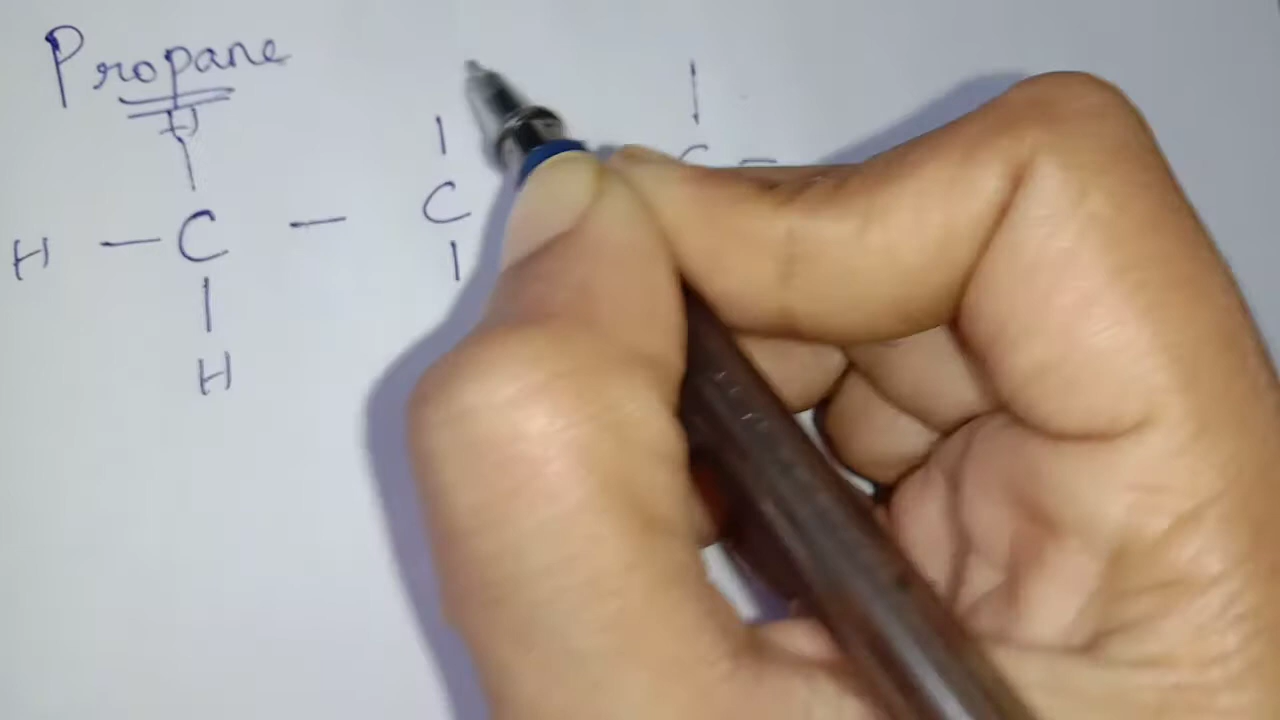 Propane
H
H — C — C C —
H